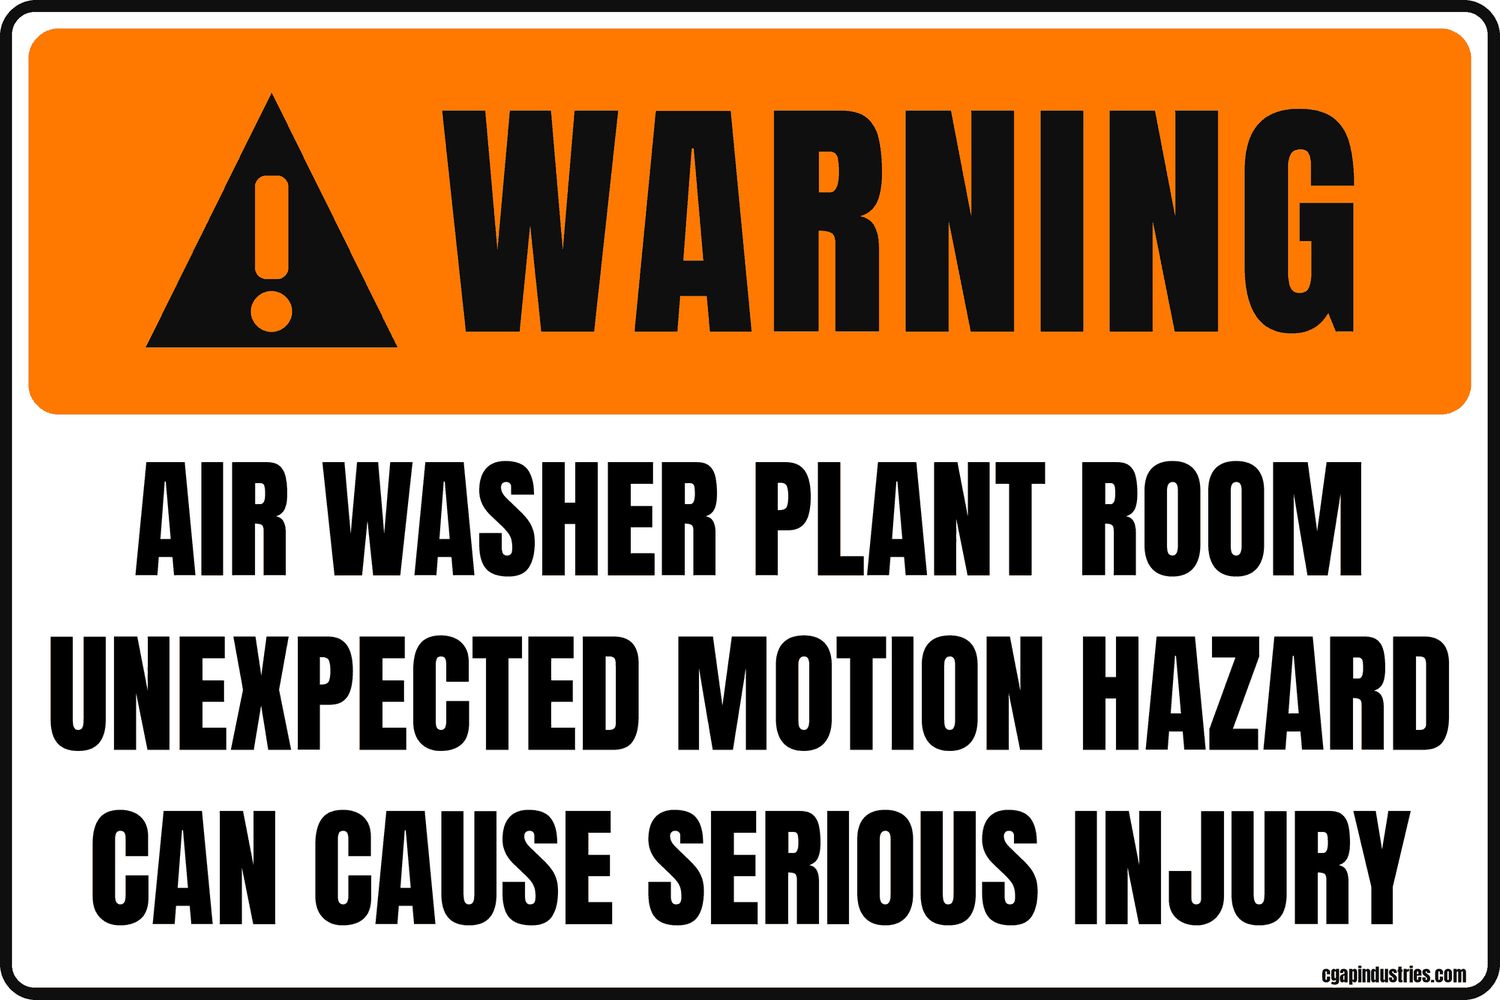 WARNING
AIR WASHER PLANT ROOM
UNEXPECTED MOTION HAZARD
CAN CAUSE SERIOUS INJURY
cgapindustries.com